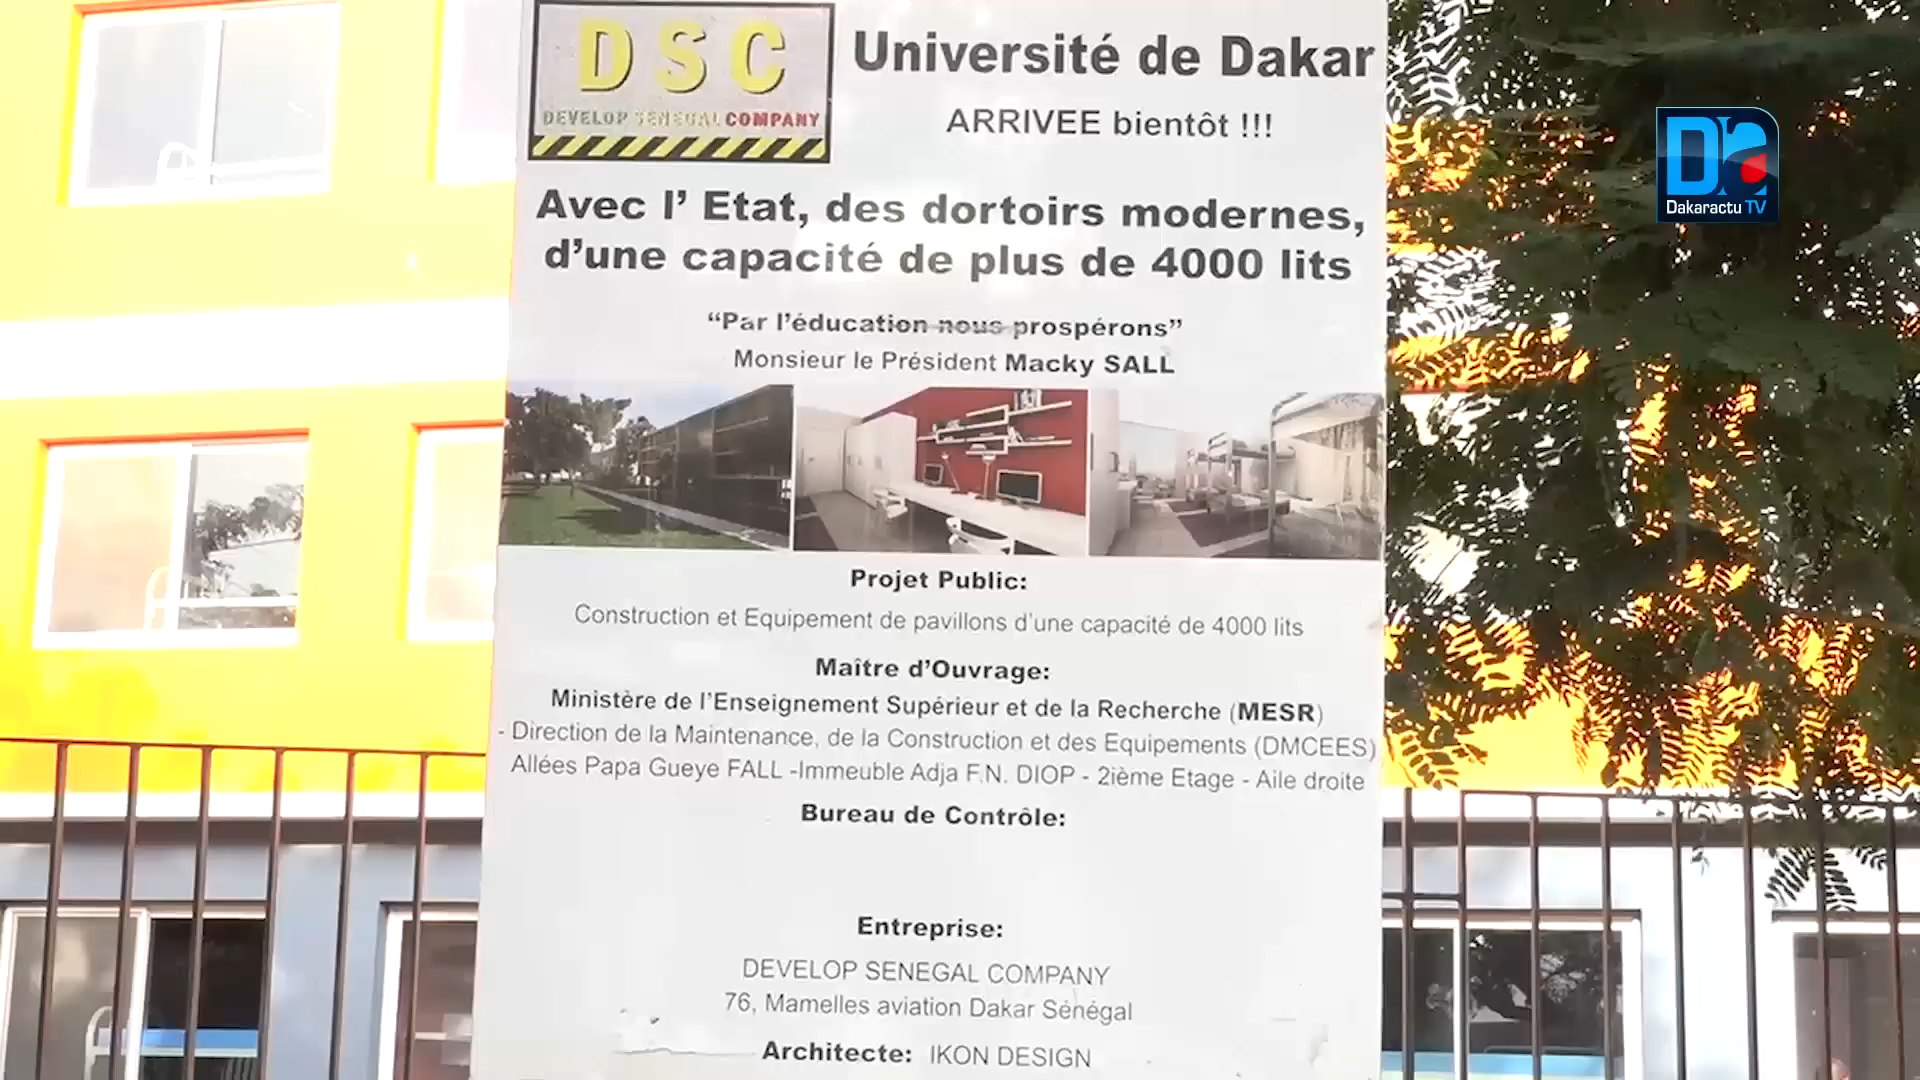 DSC
DEVELOP SENEGAL COMPANY
Université de Dakar
ARRIVEE bientôt !!!
Avec l' Etat, des dortoirs modernes,
d'une capacité de plus de 4000 lits
“Par l'éducation nous prospérons”
Monsieur le Président Macky SALL
Projet Public:
Construction et Equipement de pavillons d'une capacité de 4000 lits
Maître d'Ouvrage:
Ministère de l'Enseignement Supérieur et de la Recherche (MESR)
- Direction de la Maintenance, de la Construction et des Equipements (DMCEES)
Allées Papa Gueye FALL -Immeuble Adja F.N. DIOP - 2ième Etage - Aile droite
Bureau de Contrôle:
Entreprise:
DEVELOP SENEGAL COMPANY
76, Mamelles aviation Dakar Sénégal
Architecte: IKON DESIGN
Da
Dakaractu TV